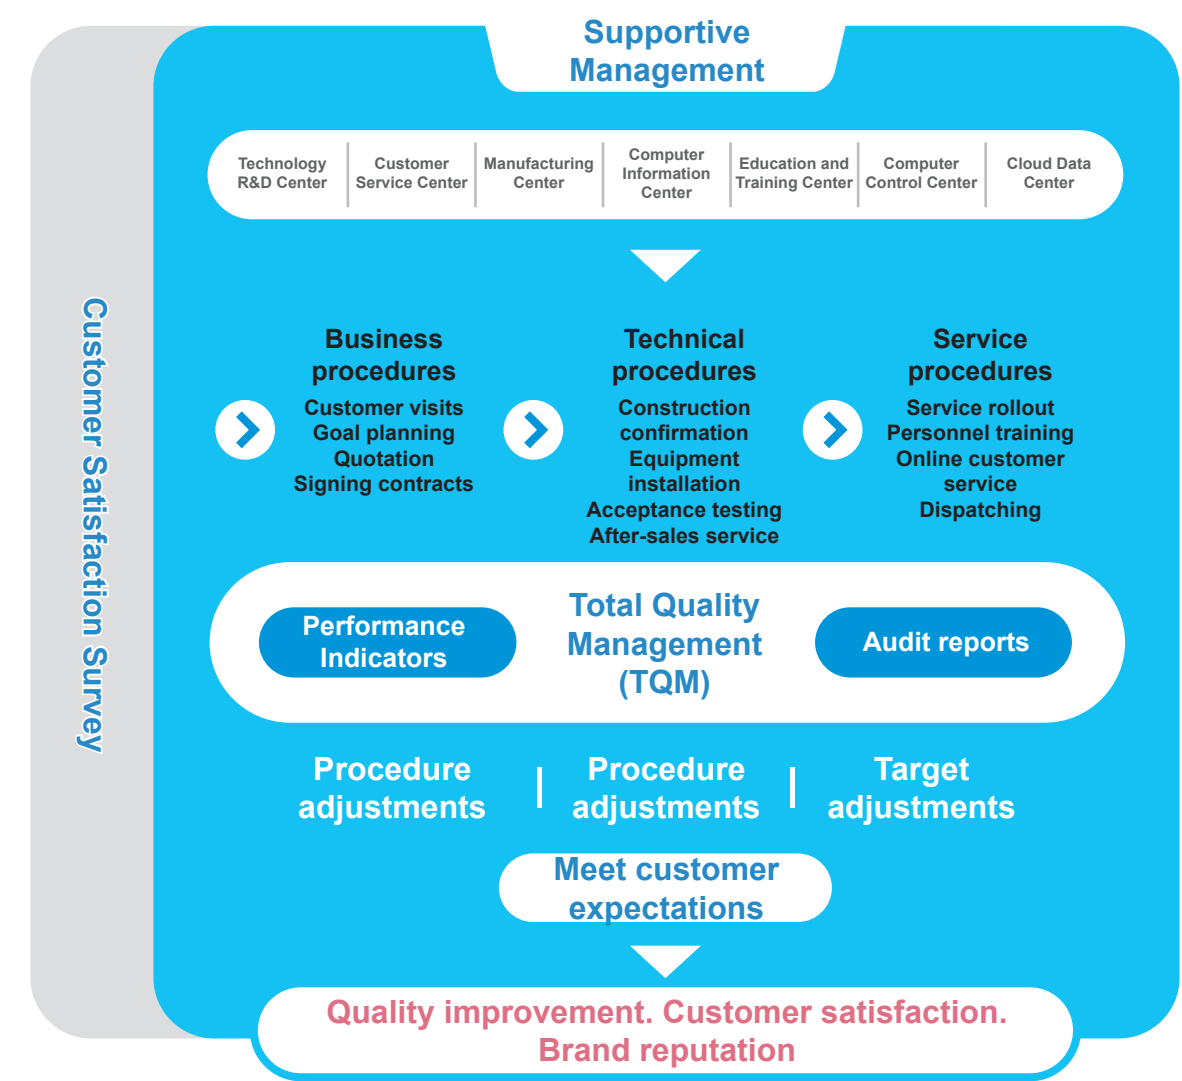 Supportive
Management
Technology
R&D Center
Customer
Service Center
Manufacturing
Center
Computer
Information
Center
Education and
Training Center
Computer
Control Center
Cloud Data
Center
Customer Satisfaction Survey
Business
procedures
Customer visits
Goal planning
Quotation
Signing contracts
Technical
procedures
Construction
confirmation
Equipment
installation
Acceptance testing
After-sales service
Service
procedures
Service rollout
Personnel training
Online customer
service
Dispatching
Performance
Indicators
Total Quality
Management
(TQM)
Audit reports
Procedure
adjustments
Procedure
adjustments
Target
adjustments
Meet customer
expectations
Quality improvement. Customer satisfaction.
Brand reputation